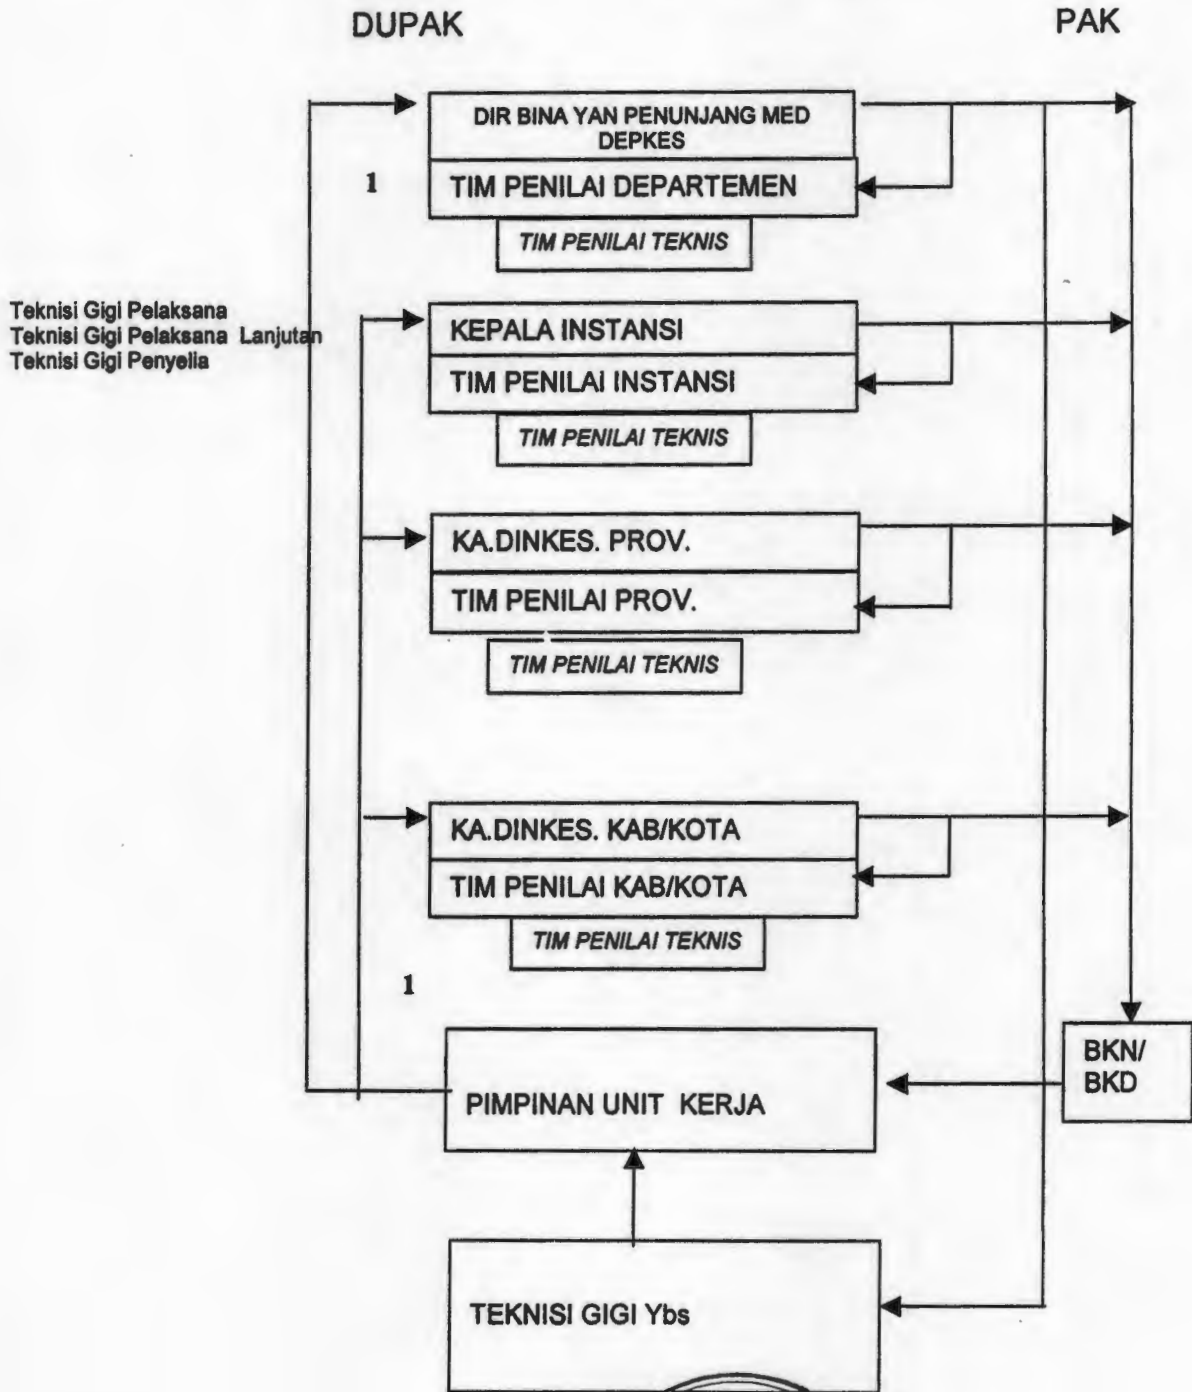 DUPAK
PAK
DIR BINA YAN PENUNJANG MED
DEPKES
1
TIM PENILAI DEPARTEMEN
TIM PENILAI TEKNIS
Teknisi Gigi Pelaksana
Teknisi Gigi Pelaksana Lanjutan
Teknisi Gigi Penyelia
KEPALA INSTANSI
TIM PENILAI INSTANSI
TIM PENILAI TEKNIS
KA.DINKES. PROV.
TIM PENILAI PROV.
TIM PENILAI TEKNIS
KA.DINKES. KAB/KOTA
TIM PENILAI KAB/KOTA
TIM PENILAI TEKNIS
1
PIMPINAN UNIT KERJA
BKN/
BKD
TEKNISI GIGI Ybs